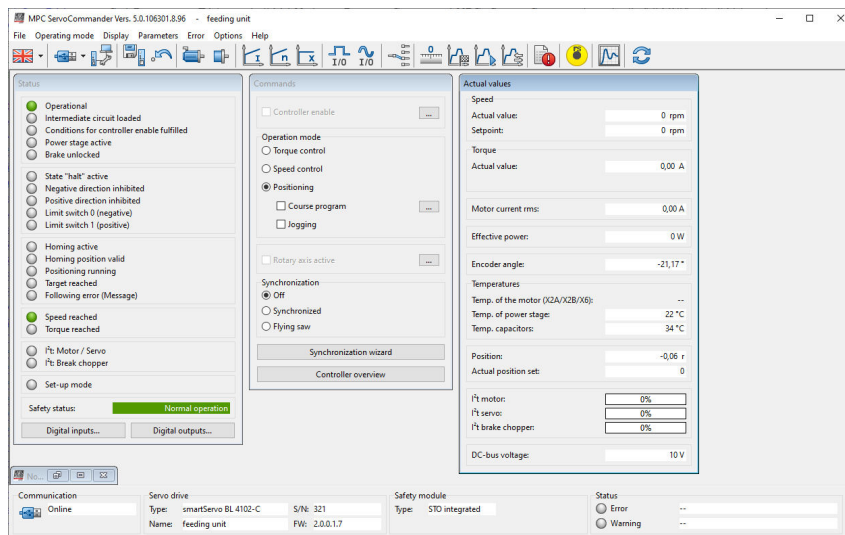 MPC ServoCommander Vers. 5.0.106301.8.96 - feeding unit
File Operating mode Display Parameters Error Options Help
I n x I/O I/O 0
Status
Operational
Intermediate circuit loaded
Conditions for controller enable fulfilled
Power stage active
Brake unlocked
State "halt" active
Negative direction inhibited
Positive direction inhibited
Limit switch 0 (negative)
Limit switch 1 (positive)
Homing active
Homing position valid
Positioning running
Target reached
Following error (Message)
Speed reached
Torque reached
I²t: Motor / Servo
I²t: Break chopper
Set-up mode
Safety status: Normal operation
Digital inputs... Digital outputs...
Commands
Controller enable ...
Operation mode
Torque control
Speed control
Positioning
Course program ...
Jogging
Rotary axis active ...
Synchronization
Off
Synchronized
Flying saw
Synchronization wizard
Controller overview
Actual values
Speed
Actual value: 0 rpm
Setpoint: 0 rpm
Torque
Actual value: 0,00 A
Motor current rms: 0,00 A
Effective power: 0 W
Encoder angle: -21,17 °
Temperatures
Temp. of the motor (X2A/X2B/X6): --
Temp. of power stage: 22 °C
Temp. capacitors: 34 °C
Position: -0,06 r
Actual position set: 0
I²t motor: 0%
I²t servo: 0%
I²t brake chopper: 0%
DC-bus voltage: 10 V
No...
Communication
Online
Servo drive
Type: smartServo BL 4102-C S/N: 321
Name: feeding unit FW: 2.0.0.1.7
Safety module
Type: STO integrated
Status
Error --
Warning --